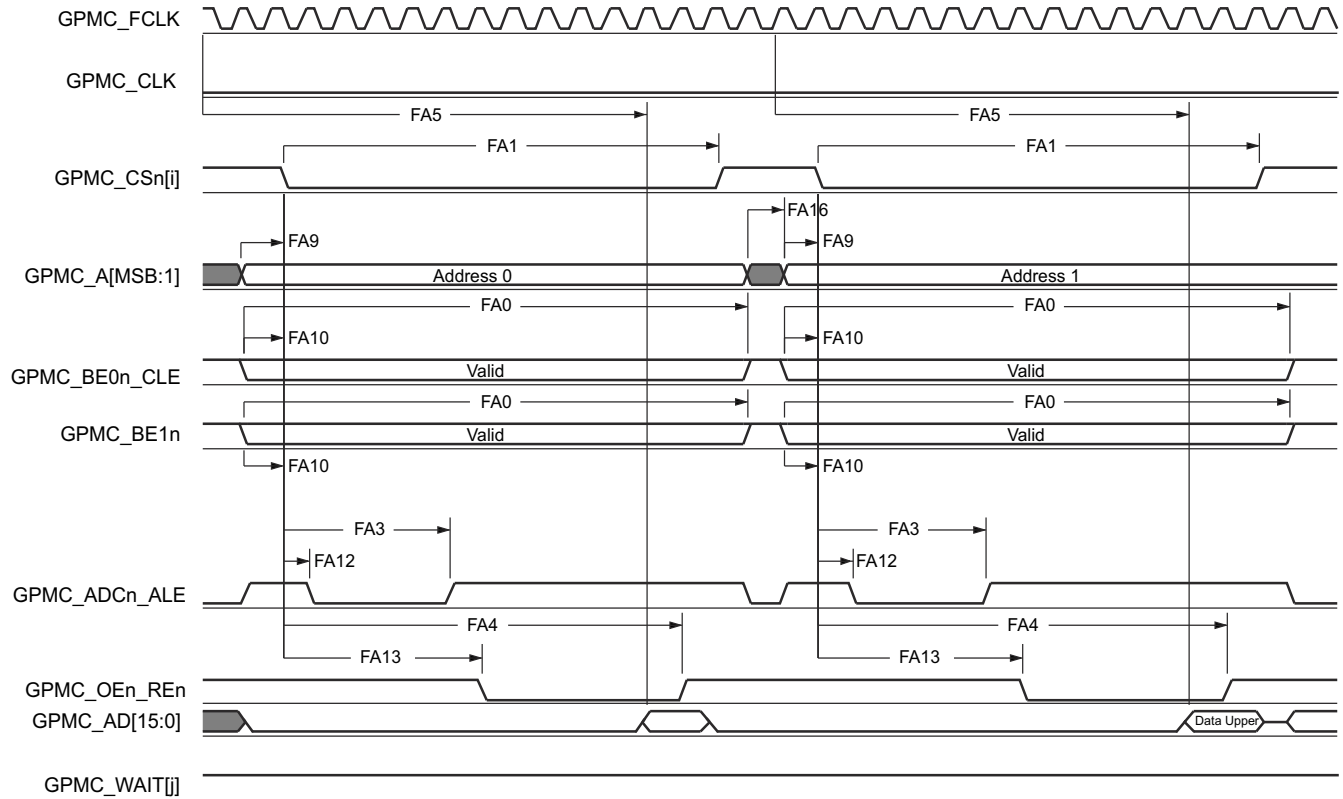 GPMC_FCLK
GPMC_CLK
FA5 FA5
FA1 FA1
GPMC_CSn[i]
FA16
FA9 FA9
GPMC_A[MSB:1] Address 0 Address 1
FA0 FA0
FA10 FA10
GPMC_BE0n_CLE Valid Valid
FA0 FA0
GPMC_BE1n Valid Valid
FA10 FA10
FA3 FA3
FA12 FA12
GPMC_ADCn_ALE
FA4 FA4
FA13 FA13
GPMC_OEn_REn
GPMC_AD[15:0] Data Upper
GPMC_WAIT[j]